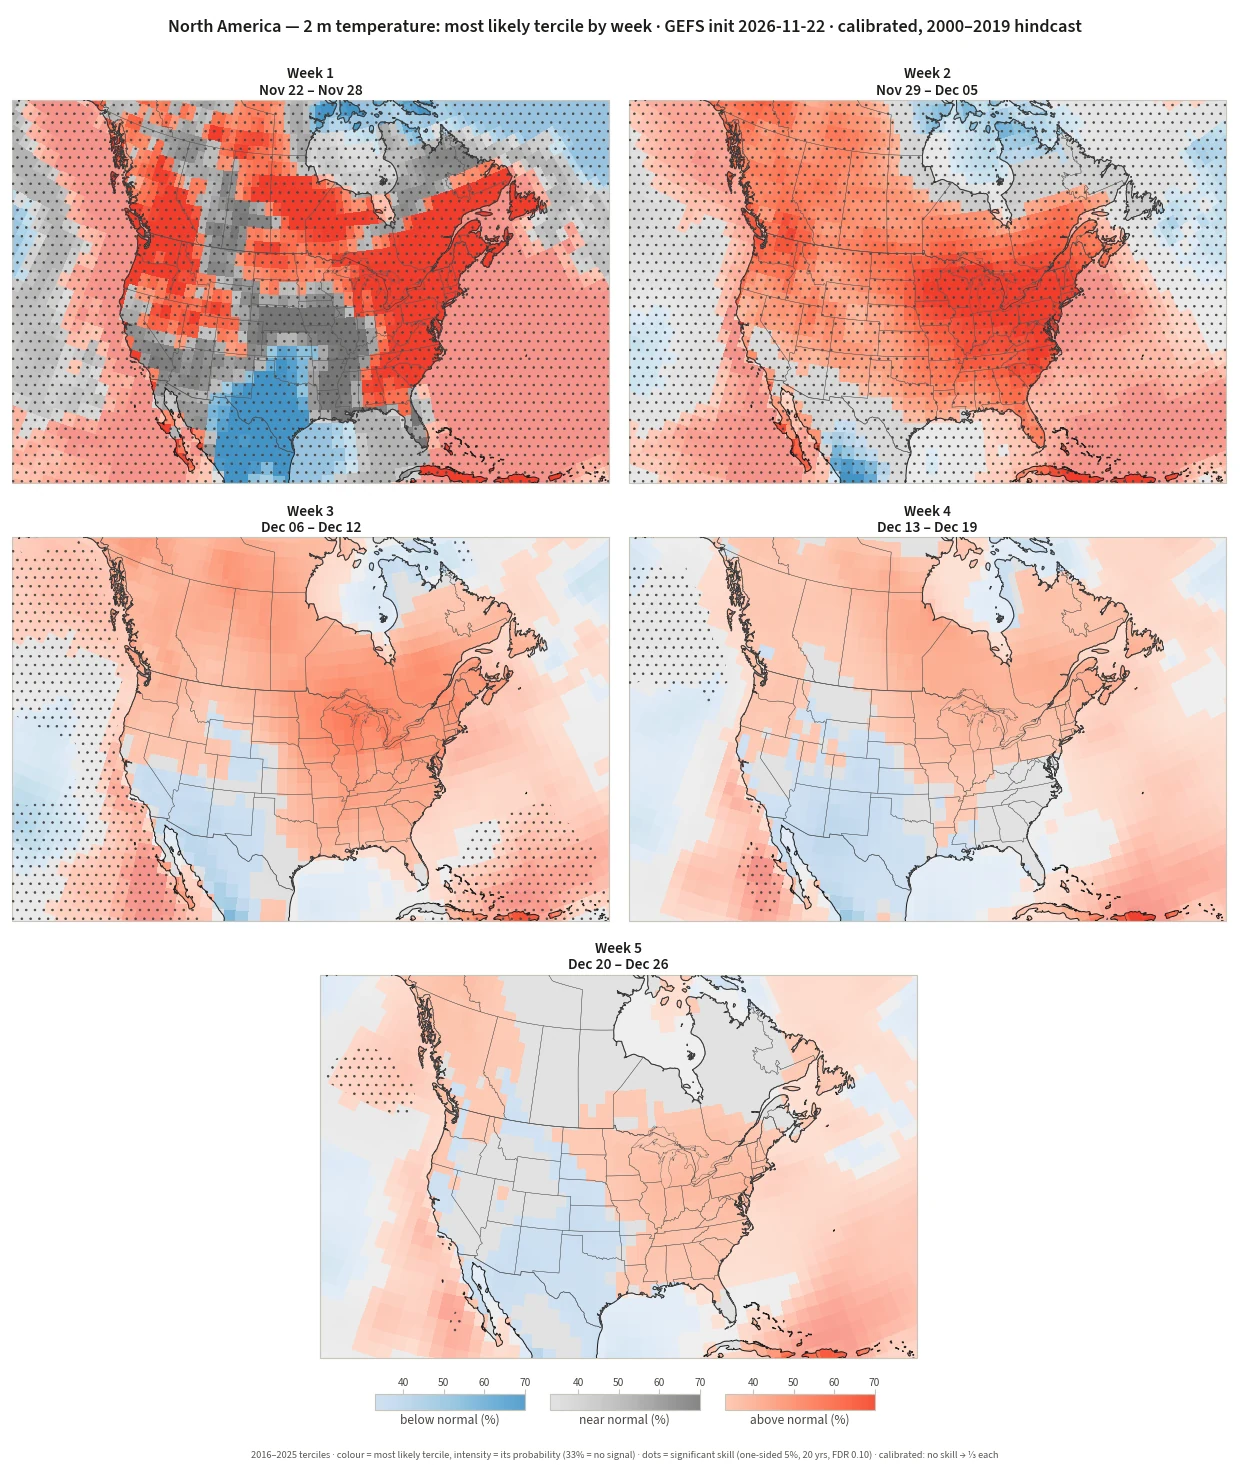 North America — 2 m temperature: most likely tercile by week · GEFS init 2026-11-22 · calibrated, 2000–2019 hindcast
Week 1
Nov 22 – Nov 28
Week 2
Nov 29 – Dec 05
Week 3
Dec 06 – Dec 12
Week 4
Dec 13 – Dec 19
Week 5
Dec 20 – Dec 26
40 50 60 70
below normal (%)
40 50 60 70
near normal (%)
40 50 60 70
above normal (%)
2016–2025 terciles · colour = most likely tercile, intensity = its probability (33% = no signal) · dots = significant skill (one-sided 5%, 20 yrs, FDR 0.10) · calibrated: no skill → ⅓ each